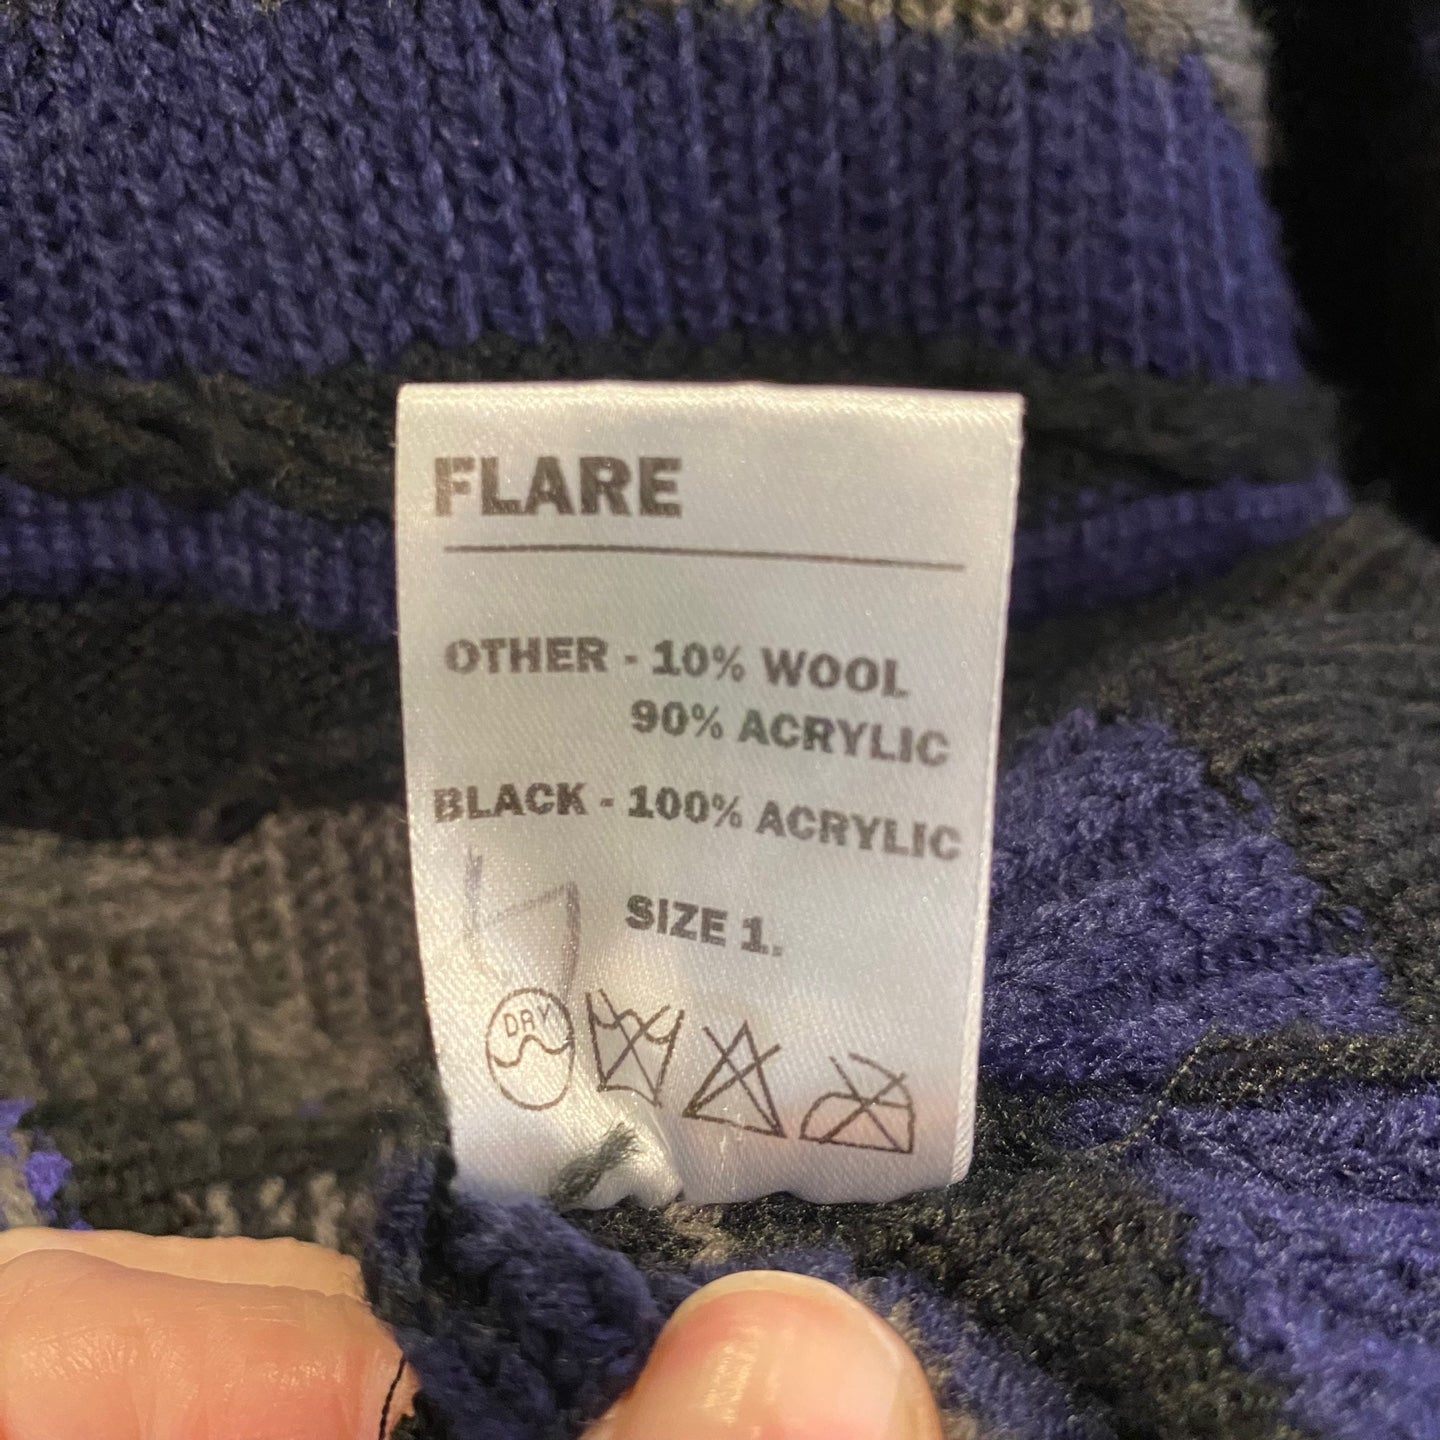 FLARE
OTHER - 10% WOOL
90% ACRYLIC
BLACK - 100% ACRYLIC
SIZE 1.
DRY